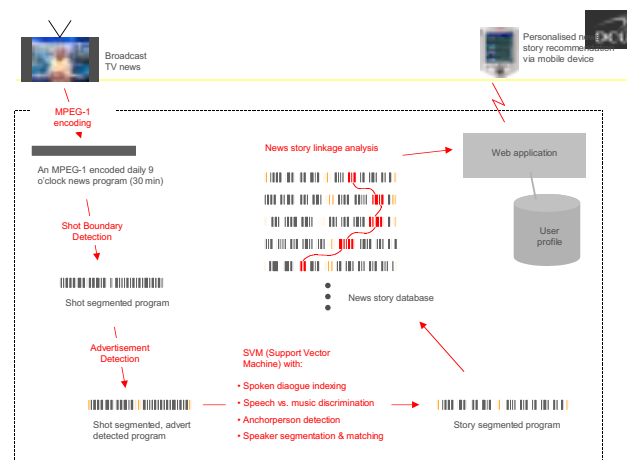 Broadcast
TV news
Personalised
story recommendation
via mobile device
DCU
MPEG-1
encoding
An MPEG-1 encoded daily 9
o'clock news program (30 min)
Shot Boundary
Detection
Shot segmented program
Advertisement
Detection
Shot segmented, advert
detected program
SVM (Support Vector
Machine) with:
• Spoken diaogue indexing
• Speech vs. music discrimination
• Anchorperson detection
• Speaker segmentation & matching
Story segmented program
News story database
News story linkage analysis
Web application
User
profile